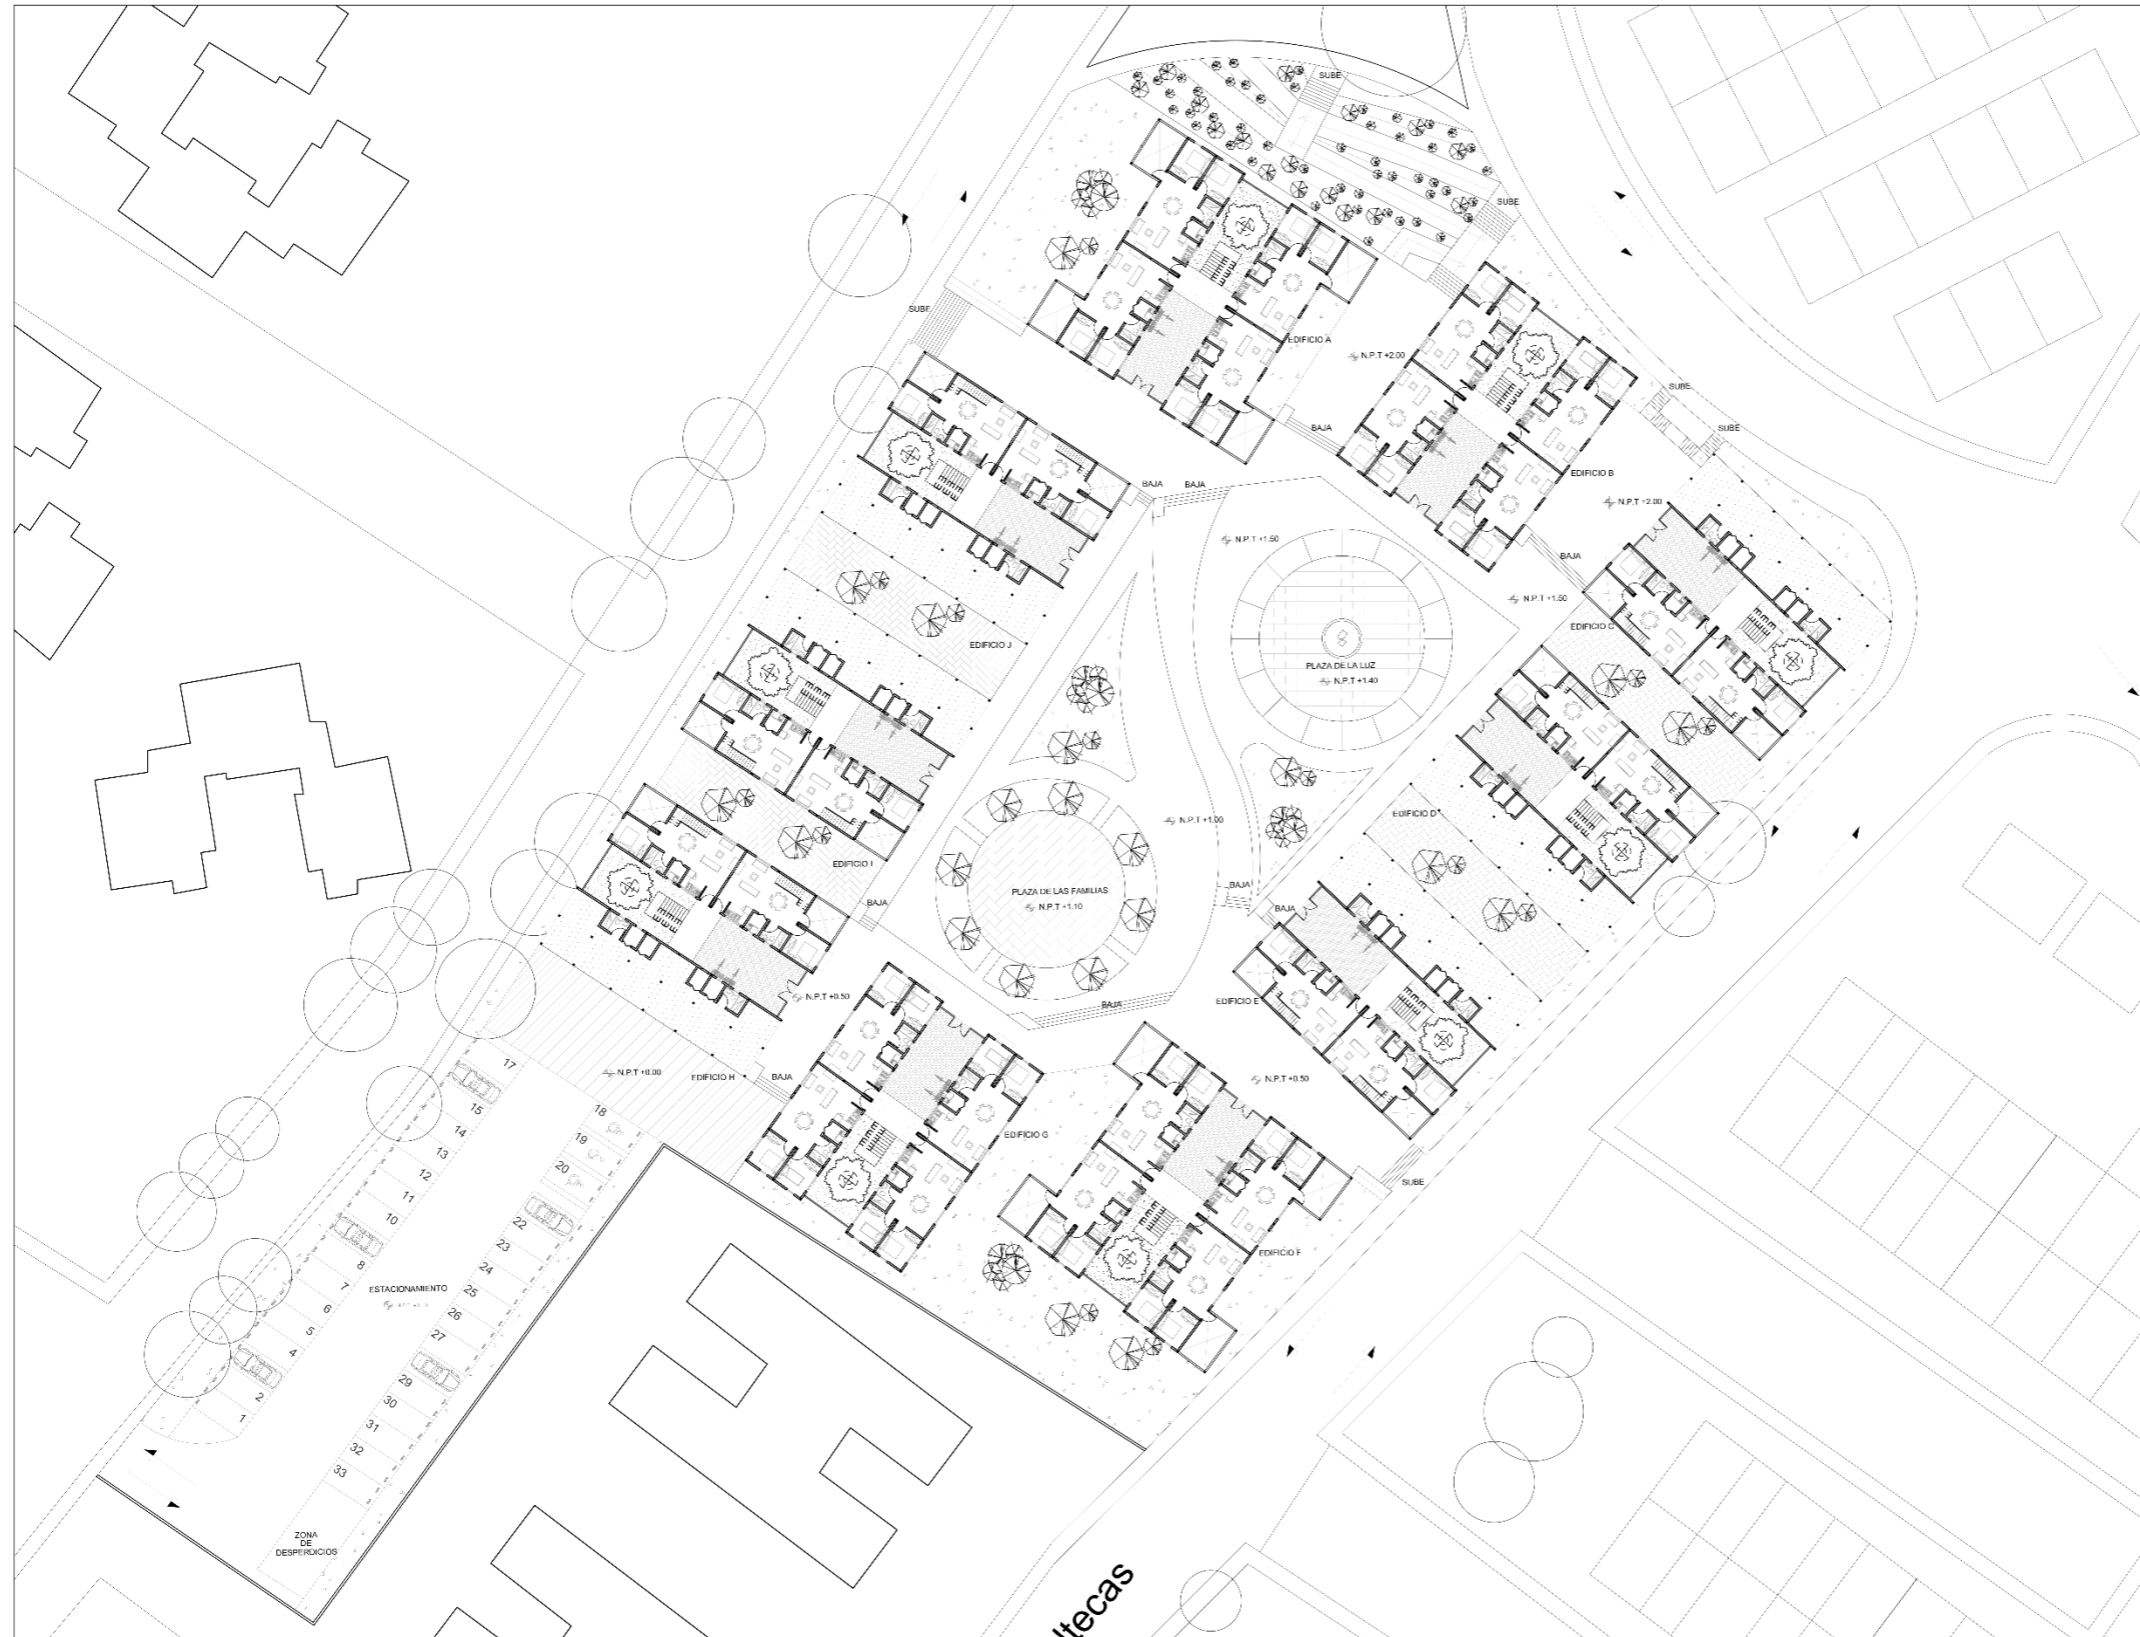 SUBE
SUBE
SUBE
EDIFICIO A
N.P.T +2.00
SUBE
BAJA
SUBE
EDIFICIO B
BAJA
BAJA
N.P.T +2.00
N.P.T +1.50
BAJA
N.P.T +1.50
EDIFICIO C
EDIFICIO J
PLAZA DE LA LUZ
N.P.T +1.40
EDIFICIO D
N.P.T +1.00
EDIFICIO I
BAJA
PLAZA DE LAS FAMILIAS
N.P.T +1.10
BAJA
BAJA
N.P.T +0.50
EDIFICIO E
BAJA
N.P.T +0.00
EDIFICIO H
BAJA
N.P.T +0.50
EDIFICIO G
SUBE
EDIFICIO F
17
15
14
13
12
11
10
8
7
6
5
4
2
1
18
19
20
22
23
24
25
26
27
29
30
31
32
33
ESTACIONAMIENTO
ZONA
DE
DESPERDICIOS
ltecas